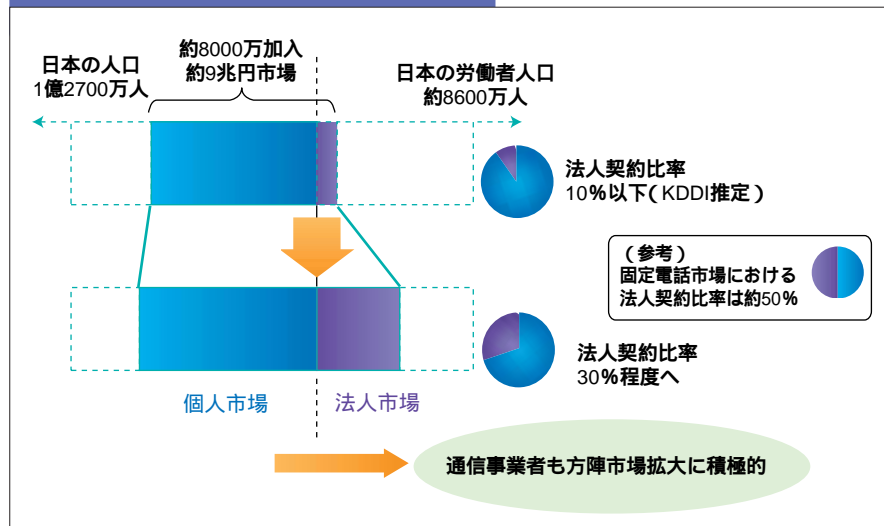 日本の人口
1億2700万人
約8000万加入
約9兆円市場
日本の労働者人口
約8600万人
法人契約比率
10%以下(KDDI推定)
(参考)
固定電話市場における
法人契約比率は約50%
法人契約比率
30%程度へ
個人市場
法人市場
通信事業者も方陣市場拡大に積極的